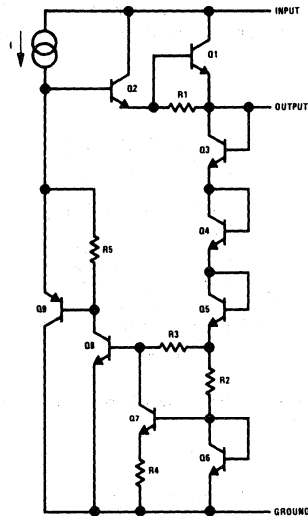 INPUT
I
Q1
Q2
R1
OUTPUT
Q3
Q4
R5
Q5
Q9
Q8
R3
R2
Q7
R4
Q6
GROUND